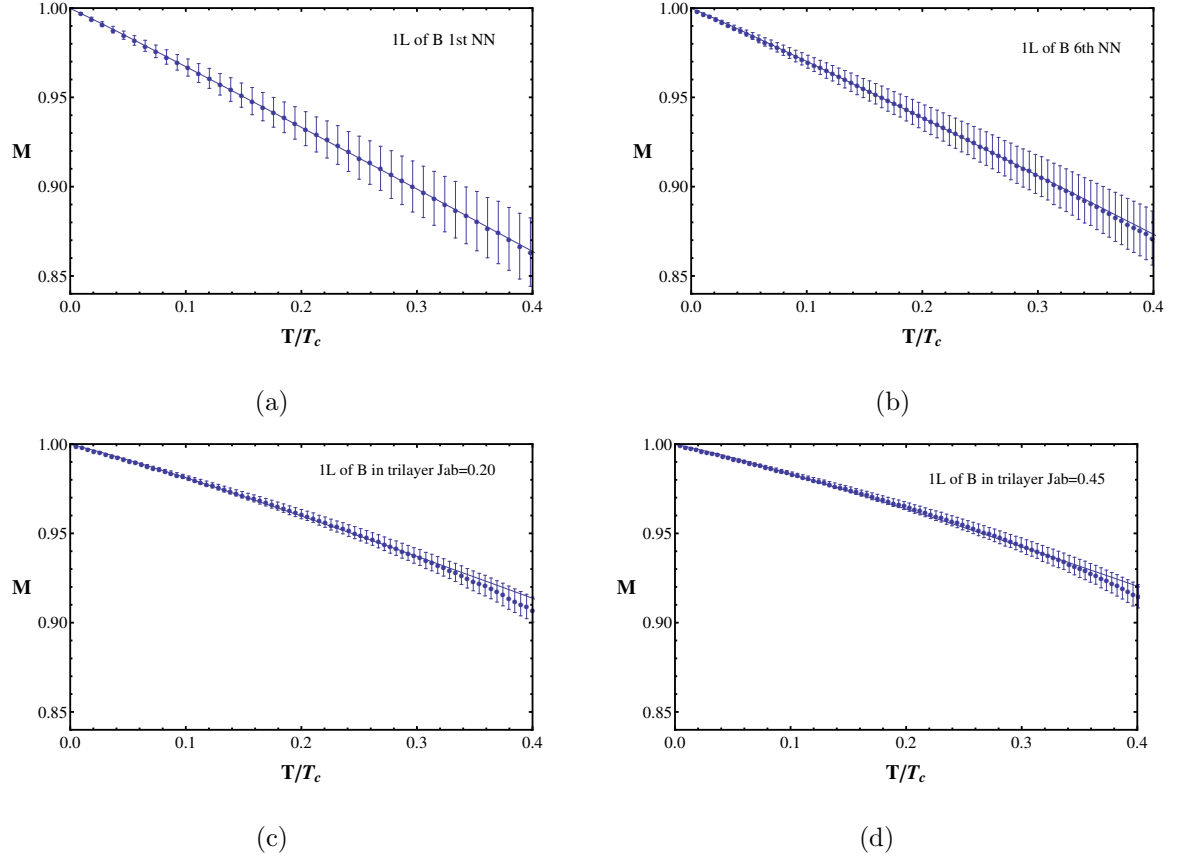 1.00
0.95
0.90
0.85
M
1L of B 1st NN
0.0 0.1 0.2 0.3 0.4
T/Tc
(a)
1.00
0.95
0.90
0.85
M
1L of B 6th NN
0.0 0.1 0.2 0.3 0.4
T/Tc
(b)
1.00
0.95
0.90
0.85
M
1L of B in trilayer Jab=0.20
0.0 0.1 0.2 0.3 0.4
T/Tc
(c)
1.00
0.95
0.90
0.85
M
1L of B in trilayer Jab=0.45
0.0 0.1 0.2 0.3 0.4
T/Tc
(d)